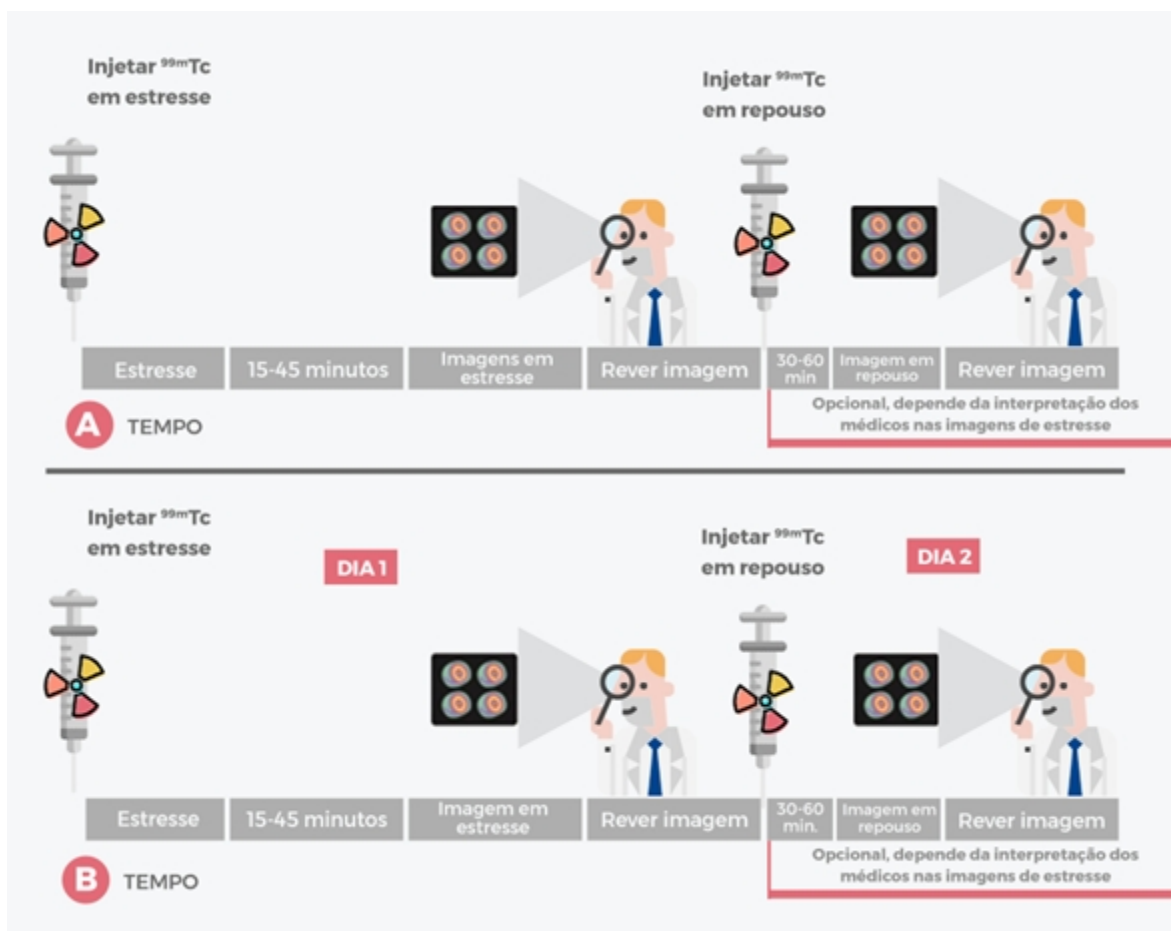 Injetar ⁹⁹ᵐTc
em estresse
Injetar ⁹⁹ᵐTc
em repouso
Estresse
15-45 minutos
Imagens em
estresse
Rever imagem
30-60
min
Imagem em
repouso
Rever imagem
Opcional, depende da interpretação dos
médicos nas imagens de estresse
A TEMPO
Injetar ⁹⁹ᵐTc
em estresse
DIA 1
Injetar ⁹⁹ᵐTc
em repouso
DIA 2
Estresse
15-45 minutos
Imagem em
estresse
Rever imagem
30-60
min.
Imagem em
repouso
Rever imagem
Opcional, depende da interpretação dos
médicos nas imagens de estresse
B TEMPO